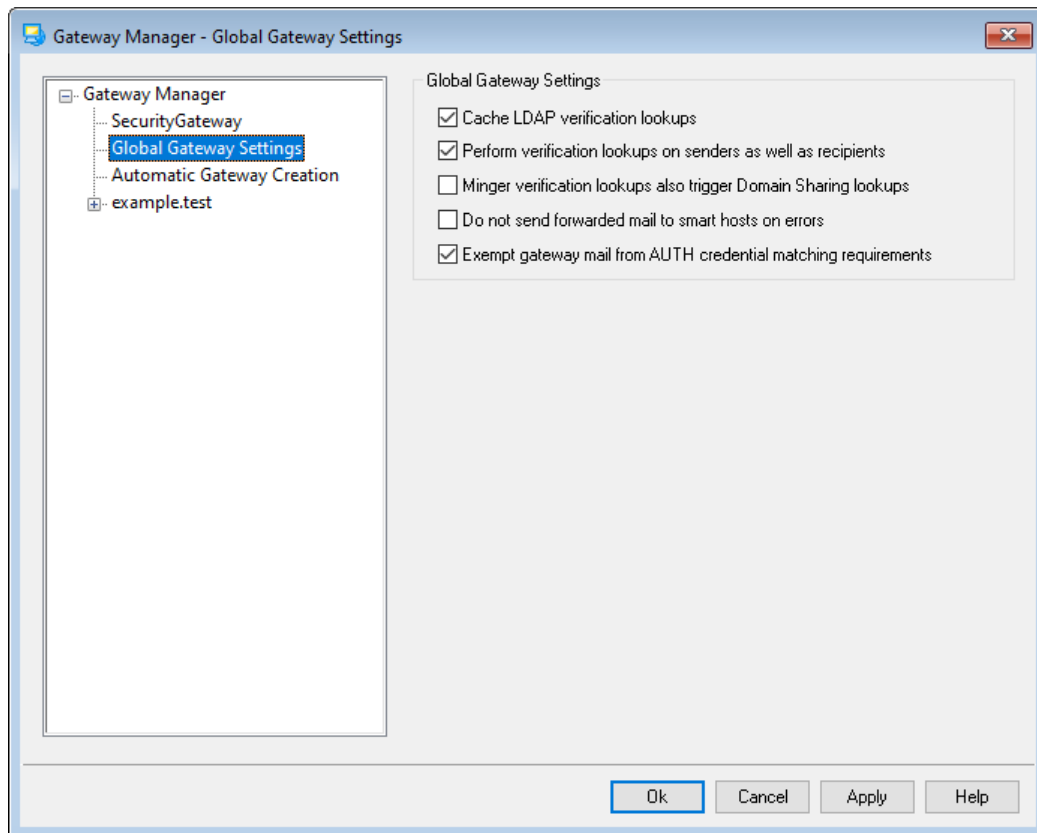 Gateway Manager - Global Gateway Settings
Gateway Manager
SecurityGateway
Global Gateway Settings
Automatic Gateway Creation
example.test
Global Gateway Settings
Cache LDAP verification lookups
Perform verification lookups on senders as well as recipients
Minger verification lookups also trigger Domain Sharing lookups
Do not send forwarded mail to smart hosts on errors
Exempt gateway mail from AUTH credential matching requirements
Ok
Cancel
Apply
Help